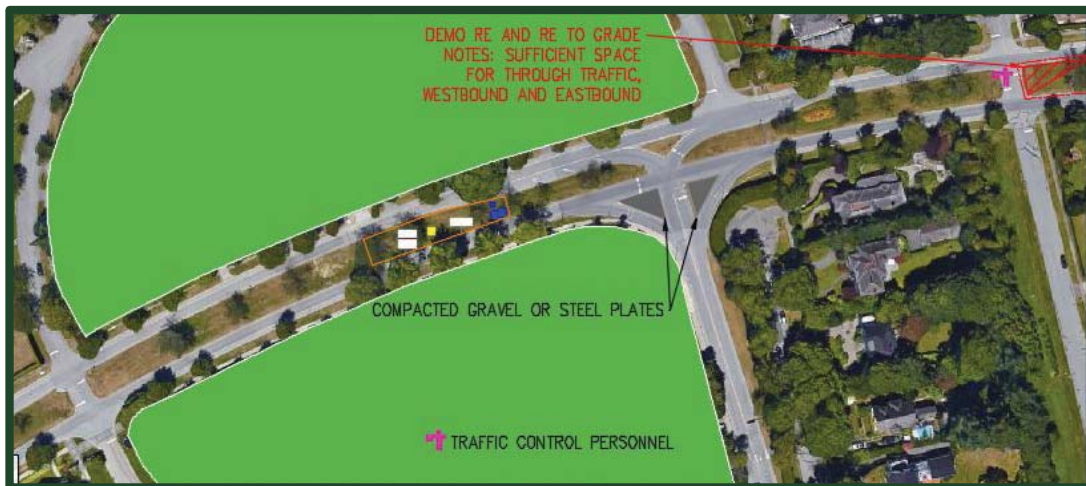 DEMO RE AND RE TO GRADE
NOTES: SUFFICIENT SPACE
FOR THROUGH TRAFFIC,
WESTBOUND AND EASTBOUND
COMPACTED GRAVEL OR STEEL PLATES
TRAFFIC CONTROL PERSONNEL